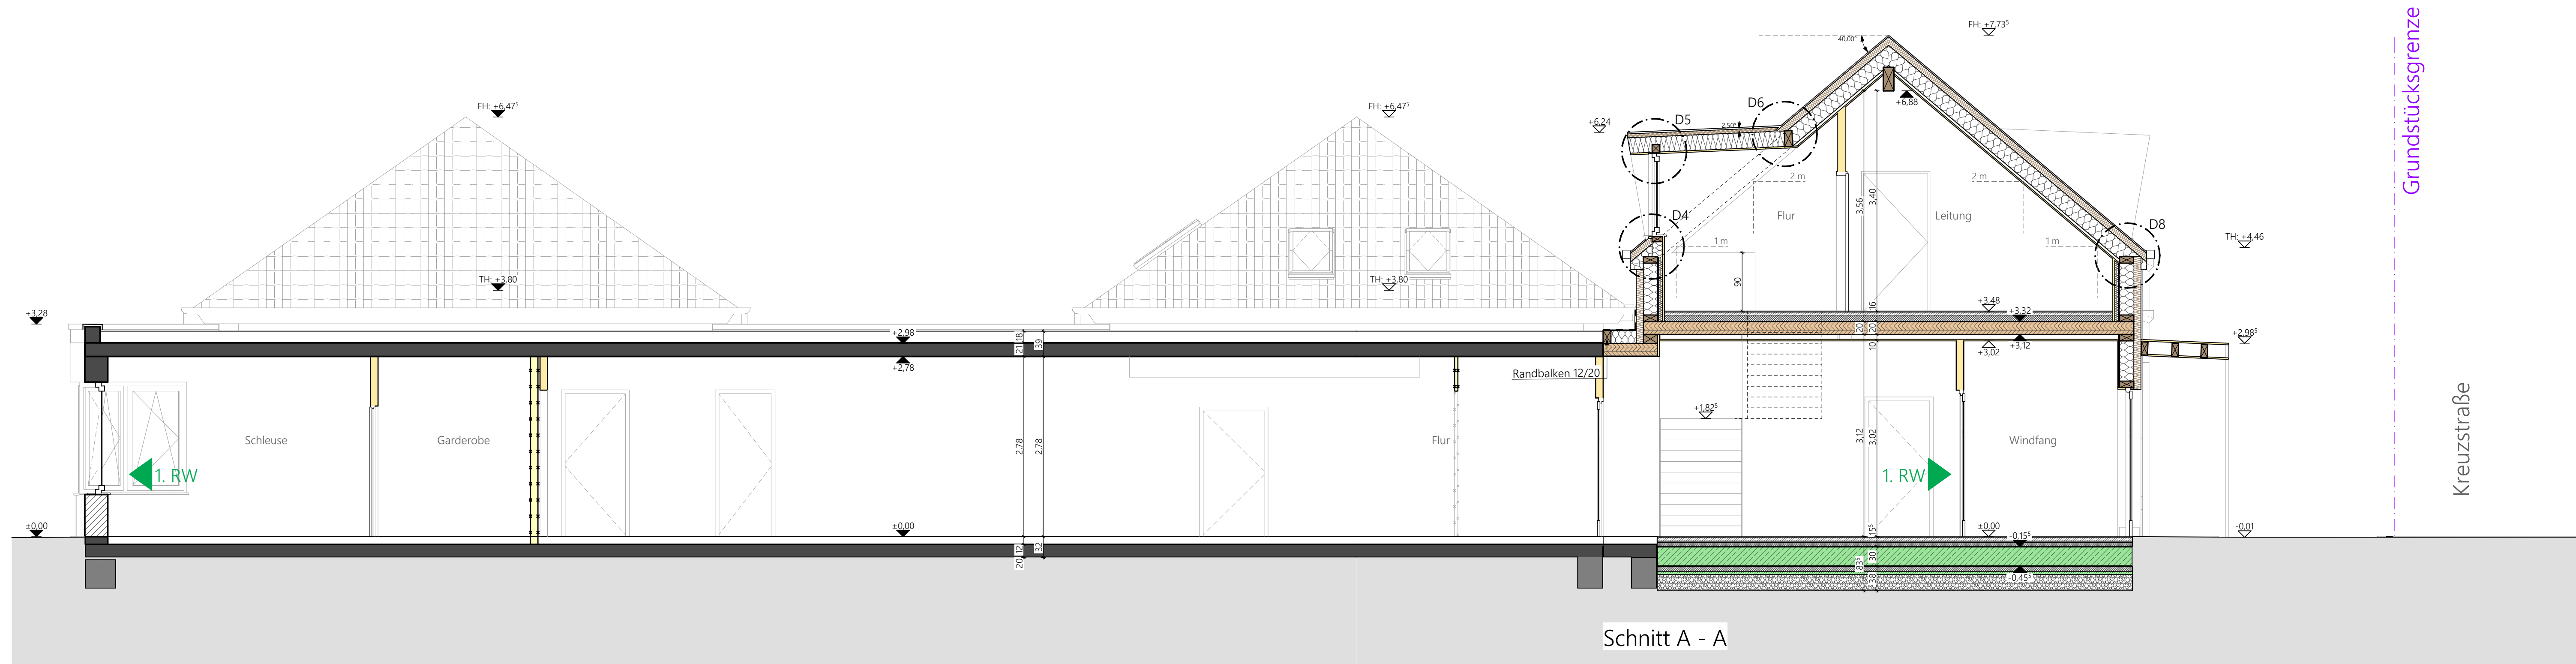 FH: +7,73⁵
40,00°
Grundstücksgrenze
FH: +6,47⁵
FH: +6,47⁵
+6,24
D5
D6
2,50°
+6,88
2 m
2 m
3,56
3,40
Flur
Leitung
D4
D8
1 m
1 m
TH: +4,46
TH: +3,80
TH: +3,80
90
16
+3,28
+3,48
+3,32
+2,98
21
18
39
20
20
+2,98⁵
+3,12
10
+3,02
+2,78
Randbalken 12/20
+1,82⁵
Schleuse
Garderobe
2,78
2,78
Flur
3,12
3,02
Windfang
Kreuzstraße
1. RW
1. RW
±0,00
±0,00
15⁵
±0,00
-0,15⁵
-0,01
20
12
32
83⁵
30
38
-0,45⁵
Schnitt A - A